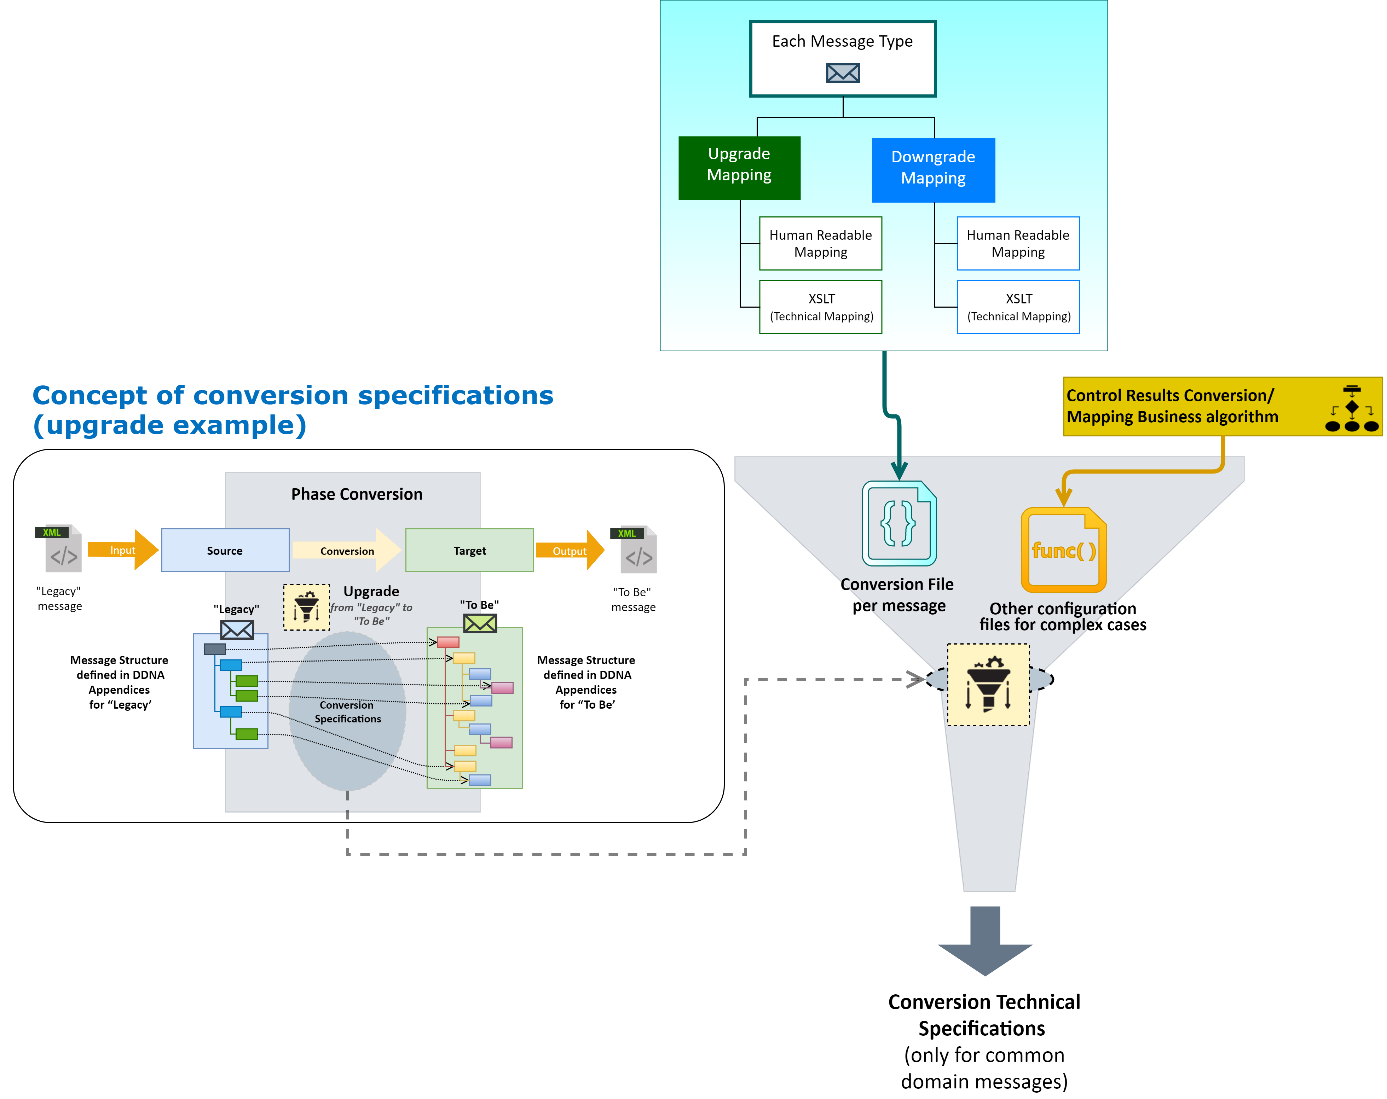 Each Message Type
Upgrade
Mapping
Downgrade
Mapping
Human Readable
Mapping
Human Readable
Mapping
XSLT
(Technical Mapping)
XSLT
(Technical Mapping)
Concept of conversion specifications
(upgrade example)
Control Results Conversion/
Mapping Business algorithm
Phase Conversion
XML
Input
Source
Conversion
Target
Output
XML
"Legacy"
message
"To Be"
message
Upgrade
from "Legacy" to
"To Be"
"Legacy"
"To Be"
Message Structure
defined in DDNA
Appendices
for “Legacy’
Conversion
Specifications
Message Structure
defined in DDNA
Appendices
for “To Be’
{}
Conversion File
per message
func()
Other configuration
files for complex cases
Conversion Technical
Specifications
(only for common
domain messages)